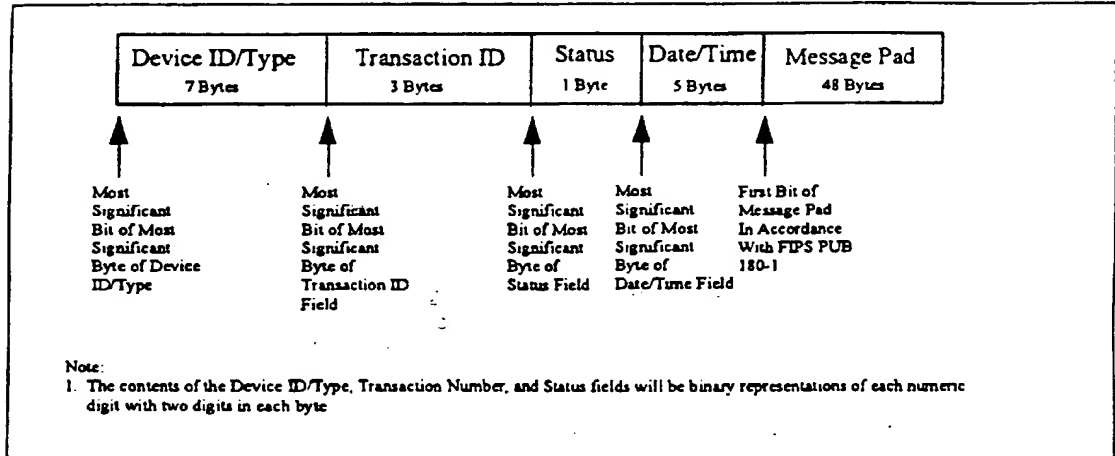 Device ID/Type Transaction ID Status Date/Time Message Pad
7 Bytes 3 Bytes 1 Byte 5 Bytes 48 Bytes
Most
Significant
Bit of Most
Significant
Byte of Device
ID/Type
Most
Significant
Bit of Most
Significant
Byte of
Transaction ID
Field
Most
Significant
Bit of Most
Significant
Byte of
Status Field
Most
Significant
Bit of Most
Significant
Byte of
Date/Time Field
First Bit of
Message Pad
In Accordance
With FIPS PUB
180-1
Note:
1. The contents of the Device ID/Type, Transaction Number, and Status fields will be binary representations of each numeric
digit with two digits in each byte